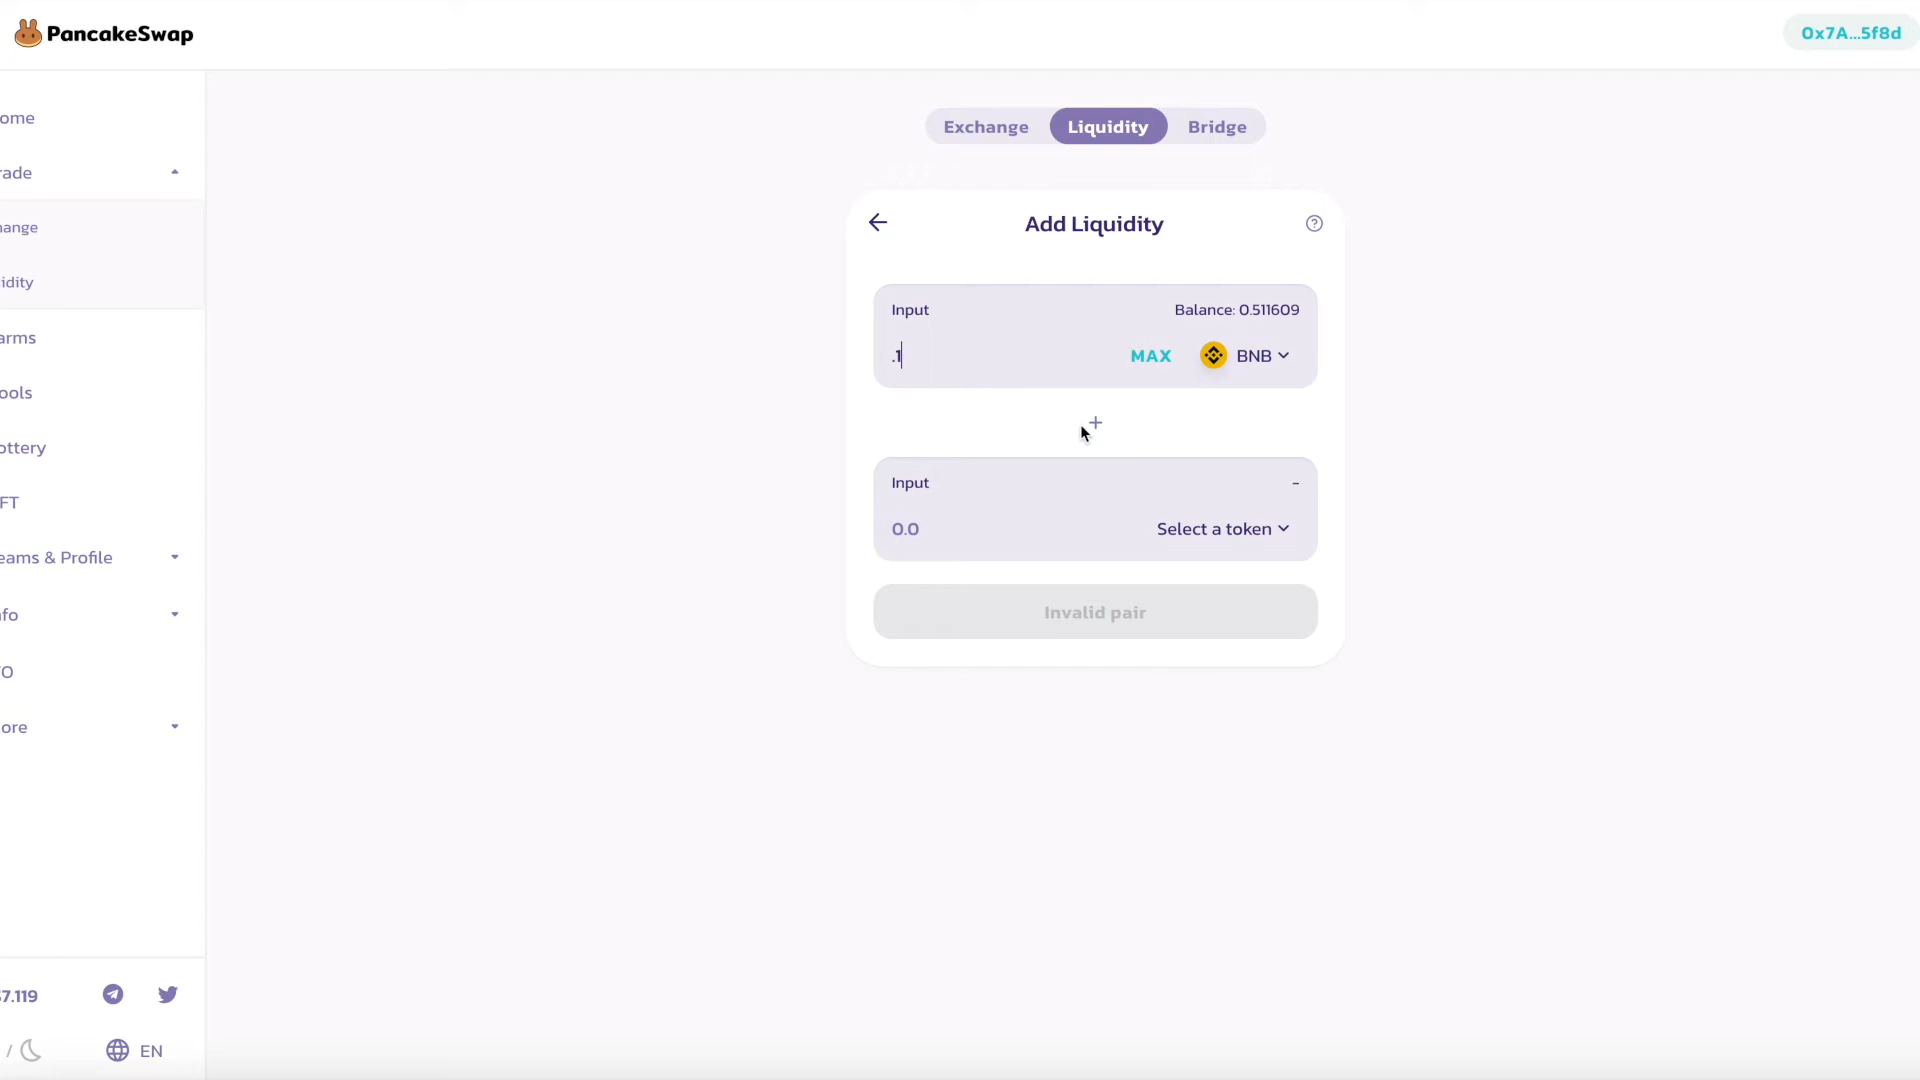 PancakeSwap
0x7A...5f8d
ome
rade
hange
idity
arms
ools
ottery
FT
eams & Profile
fo
O
ore
7.119
/
EN
Exchange
Liquidity
Bridge
Add Liquidity
Input
Balance: 0.511609
.1
MAX
BNB
+
Input
-
0.0
Select a token
Invalid pair